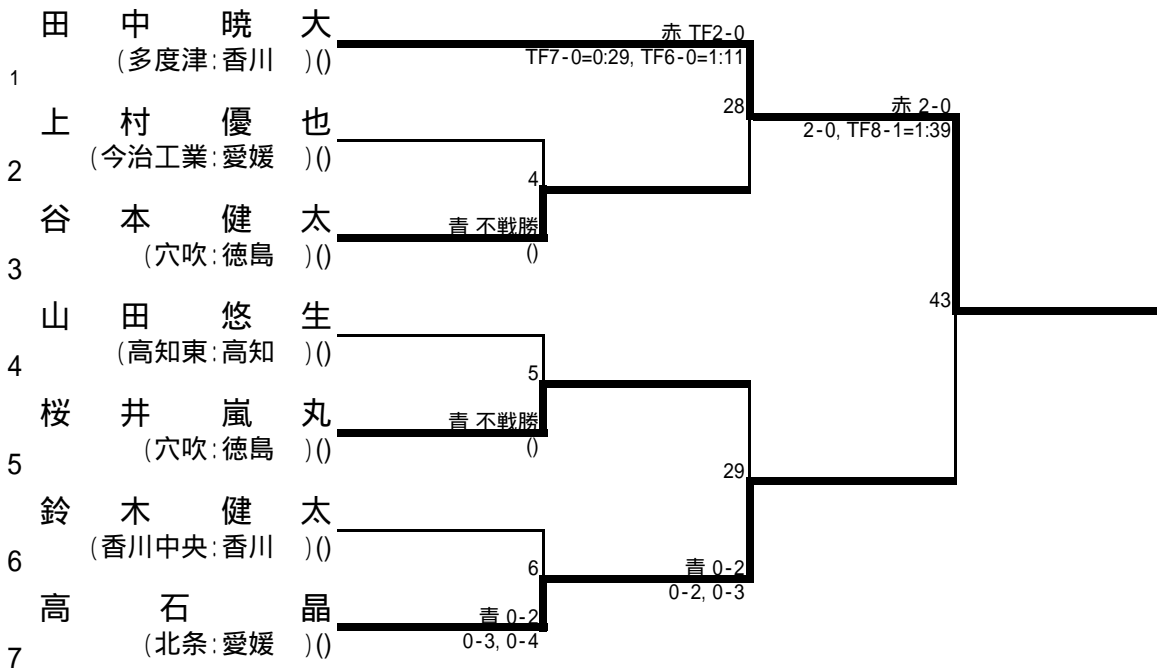 田中暁大
(多度津:香川 )()
1
上村優也
(今治工業:愛媛 )()
2
谷本健太
(穴吹:徳島 )()
3
山田悠生
(高知東:高知 )()
4
桜井嵐丸
(穴吹:徳島 )()
5
鈴木健太
(香川中央:香川 )()
6
高石晶
(北条:愛媛 )()
7
4
青 不戦勝
()
5
青 不戦勝
()
6
青 0-2
0-3, 0-4
赤 TF2-0
TF7-0=0:29, TF6-0=1:11
28
29
青 0-2
0-2, 0-3
赤 2-0
2-0, TF8-1=1:39
43